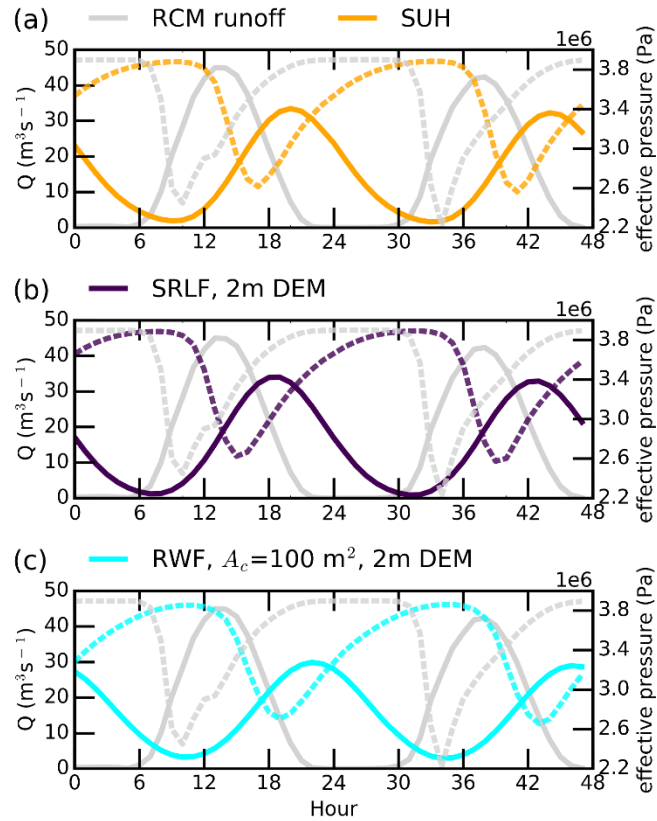 (a) RCM runoff SUH
1e6
50
40
30
20
10
0
Q (m³s⁻¹)
3.8
3.4
3.0
2.6
2.2
effective pressure (Pa)
0 6 12 18 24 30 36 42 48
(b) SRLF, 2m DEM
1e6
50
40
30
20
10
0
Q (m³s⁻¹)
3.8
3.4
3.0
2.6
2.2
effective pressure (Pa)
0 6 12 18 24 30 36 42 48
(c) RWF, A_c=100 m², 2m DEM
1e6
50
40
30
20
10
0
Q (m³s⁻¹)
3.8
3.4
3.0
2.6
2.2
effective pressure (Pa)
0 6 12 18 24 30 36 42 48
Hour